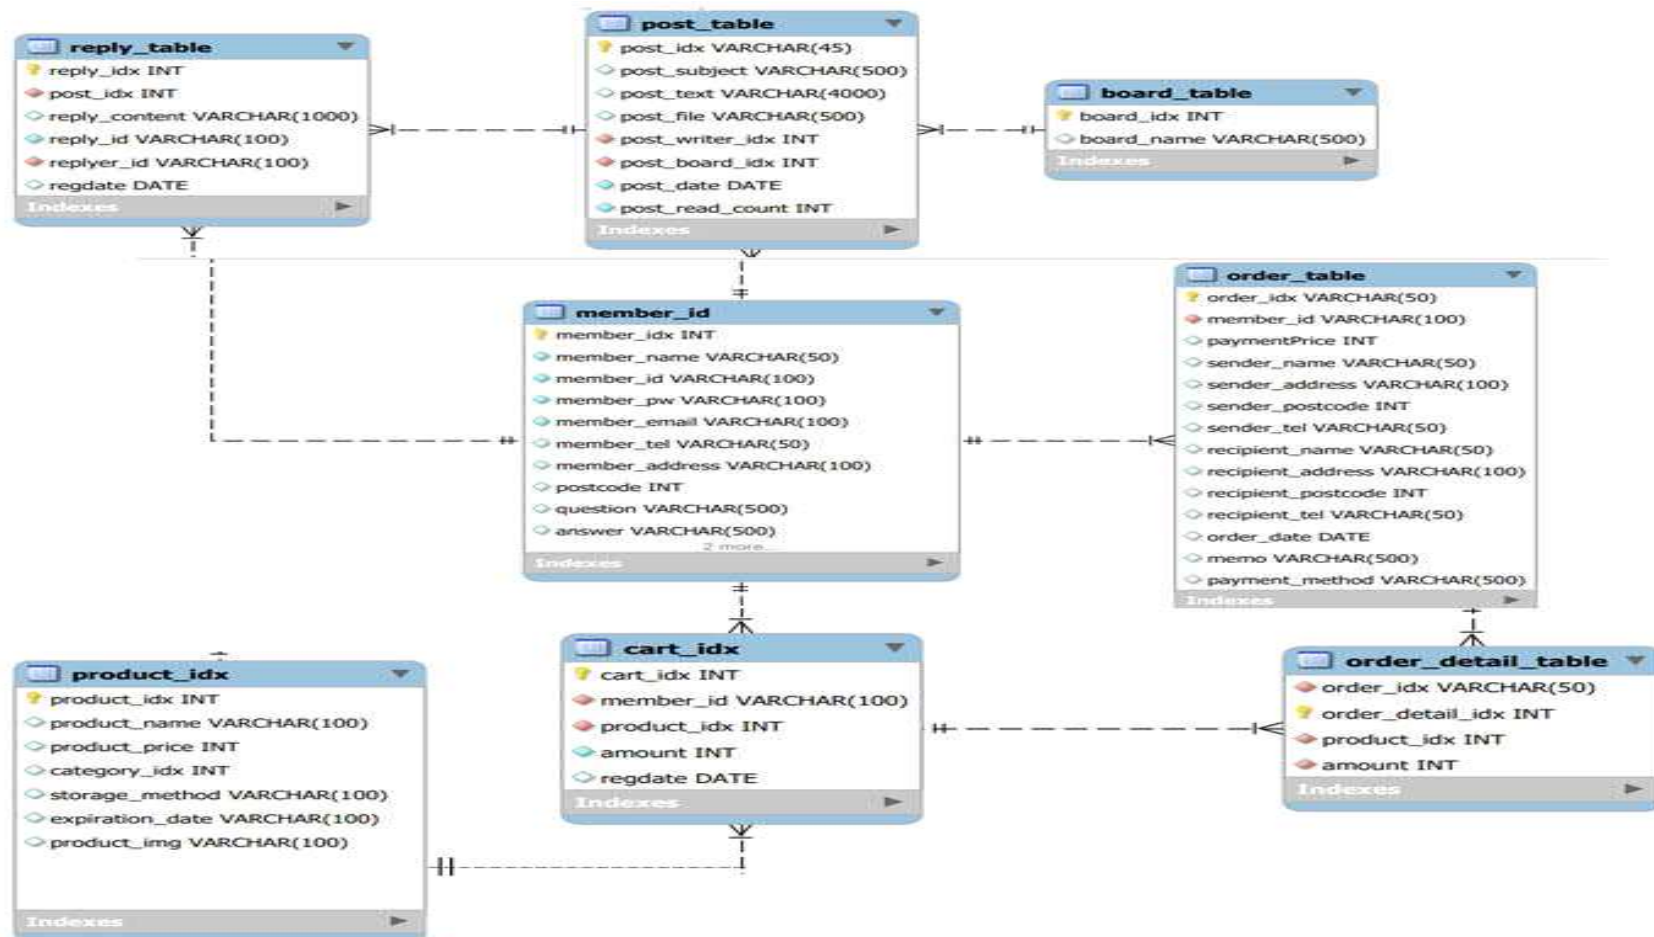 reply_table
reply_idx INT
post_idx INT
reply_content VARCHAR(1000)
reply_id VARCHAR(100)
replyer_id VARCHAR(100)
regdate DATE
Indexes
post_table
post_idx VARCHAR(45)
post_subject VARCHAR(500)
post_text VARCHAR(4000)
post_file VARCHAR(500)
post_writer_idx INT
post_board_idx INT
post_date DATE
post_read_count INT
Indexes
board_table
board_idx INT
board_name VARCHAR(500)
Indexes
member_id
member_idx INT
member_name VARCHAR(50)
member_id VARCHAR(100)
member_pw VARCHAR(100)
member_email VARCHAR(100)
member_tel VARCHAR(50)
member_address VARCHAR(100)
postcode INT
question VARCHAR(500)
answer VARCHAR(500)
2 more...
Indexes
order_table
order_idx VARCHAR(50)
member_id VARCHAR(100)
paymentPrice INT
sender_name VARCHAR(50)
sender_address VARCHAR(100)
sender_postcode INT
sender_tel VARCHAR(50)
recipient_name VARCHAR(50)
recipient_address VARCHAR(100)
recipient_postcode INT
recipient_tel VARCHAR(50)
order_date DATE
memo VARCHAR(500)
payment_method VARCHAR(500)
Indexes
product_idx
product_idx INT
product_name VARCHAR(100)
product_price INT
category_idx INT
storage_method VARCHAR(100)
expiration_date VARCHAR(100)
product_img VARCHAR(100)
Indexes
cart_idx
cart_idx INT
member_id VARCHAR(100)
product_idx INT
amount INT
regdate DATE
Indexes
order_detail_table
order_idx VARCHAR(50)
order_detail_idx INT
product_idx INT
amount INT
Indexes